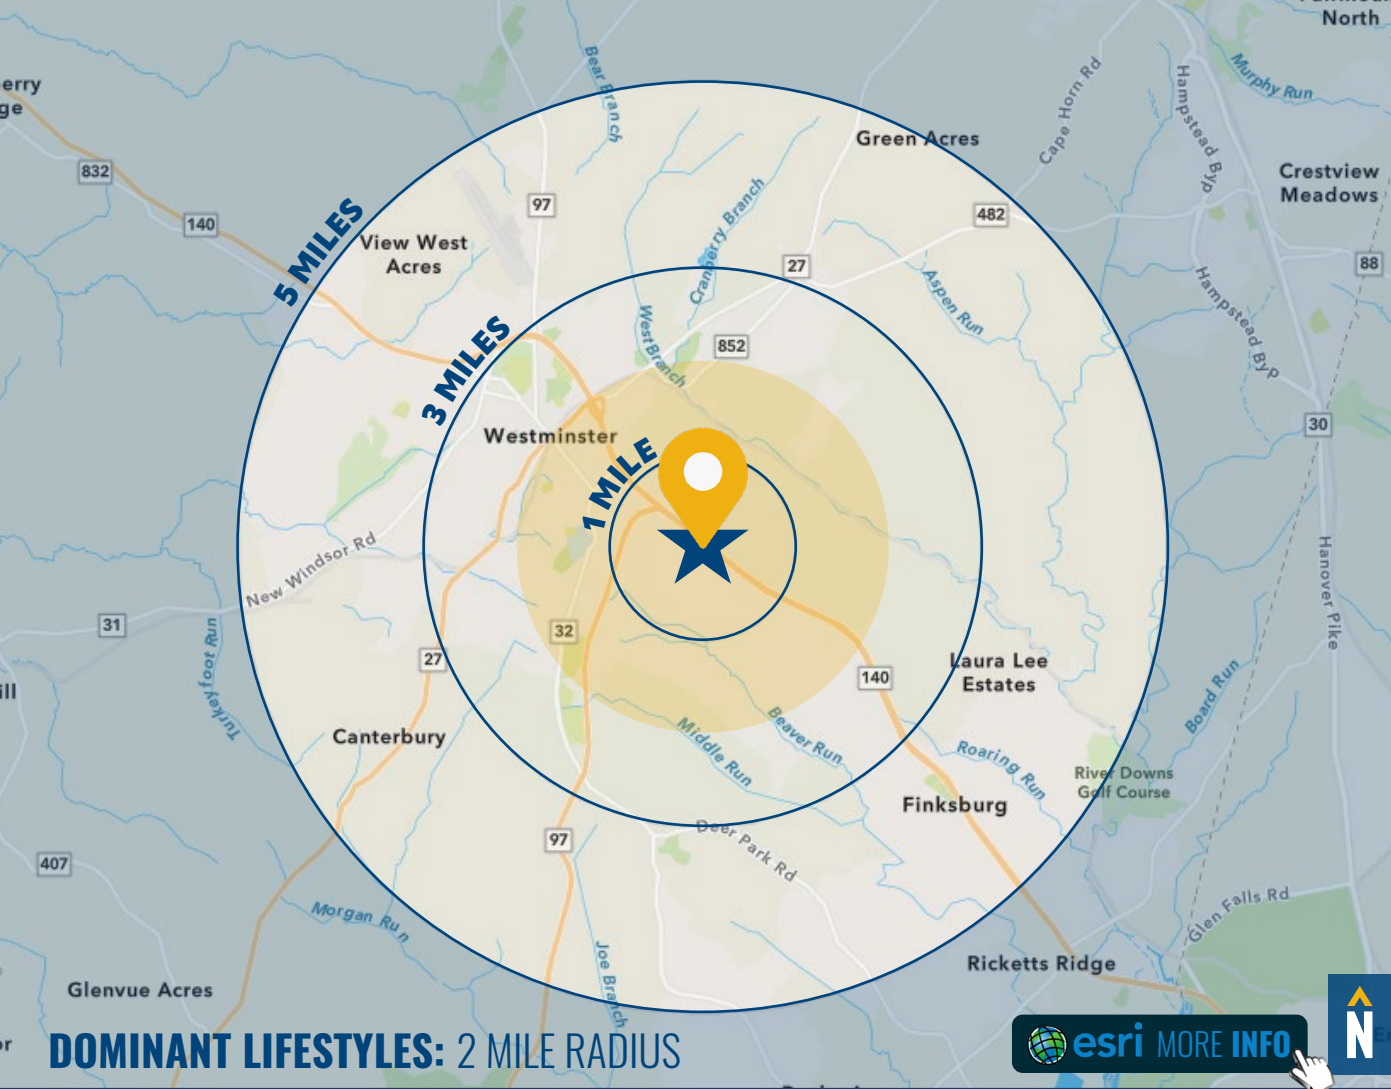 North
Murphy Run
Bear Branch
Cape Horn Rd
Hampstead Byp
erry
ge
Green Acres
832
Crestview
Meadows
97
482
140
5 MILES
View West
Acres
Cranberry Branch
27
88
Aspen Run
Hampstead Byp
3 MILES
West Branch
852
30
Westminster
1 MILE
New Windsor Rd
Hanover Pike
31
Turkeyfoot Run
32
27
Laura Lee
Estates
140
ill
Board Run
Canterbury
Middle Run
Beaver Run
Roaring Run
River Downs
Golf Course
Finksburg
Deer Park Rd
97
407
Morgan Run
Glen Falls Rd
Joe Branch
Ricketts Ridge
Glenvue Acres
or
DOMINANT LIFESTYLES: 2 MILE RADIUS
esri MORE INFO
N